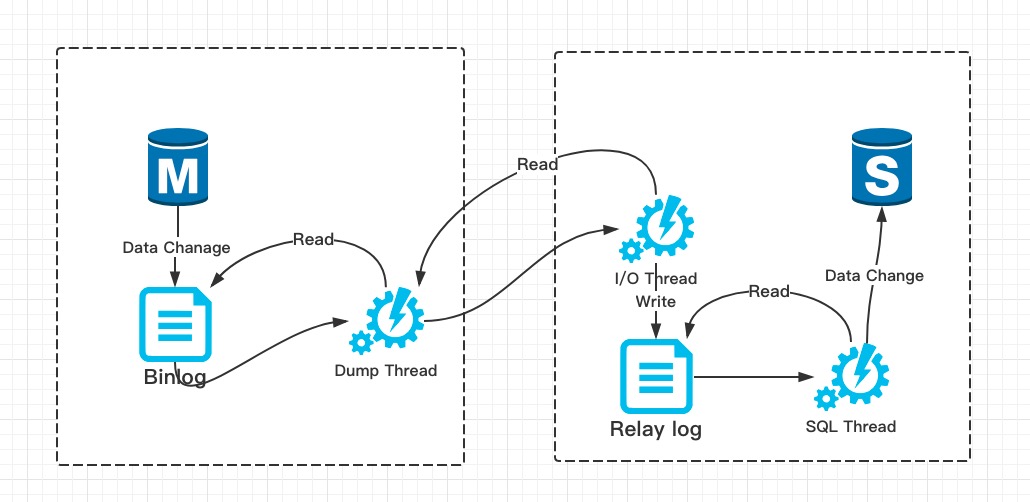 M
Data Chanage
Read
Binlog
Dump Thread
Read
I/O Thread
Write
Relay log
Read
SQL Thread
Data Change
S